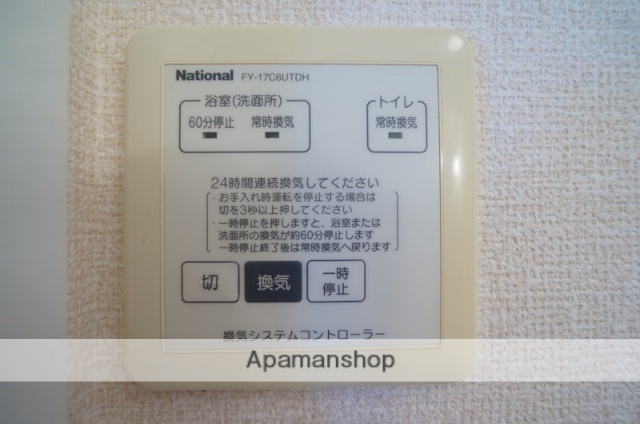 National FY-17C6UTDH
浴室(洗面所) トイレ
60分停止 常時換気 常時換気
24時間連続換気してください
・お手入れ時運転を停止する場合は
切を3秒以上押してください
・一時停止を押しますと、浴室または
洗面所の換気が約60分停止します
一時停止終了後は常時換気へ戻ります
切 換気 一時
停止
換気システムコントローラー
Apamanshop